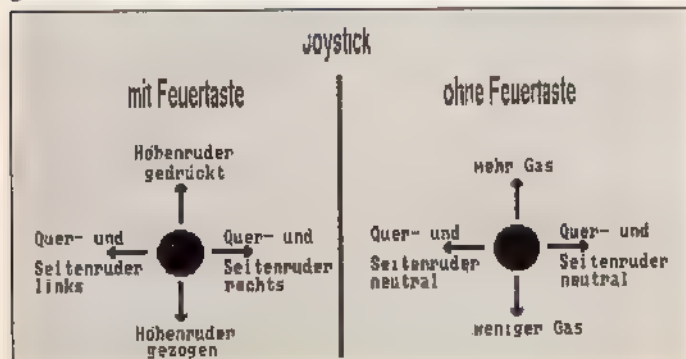 Joystick
mit Feuertaste
Höhenruder
gedrückt
Quer- und
Seitenruder
links
Quer- und
Seitenruder
rechts
Höhenruder
gezogen
ohne Feuertaste
mehr Gas
Quer- und
Seitenruder
neutral
Quer- und
Seitenruder
neutral
weniger Gas